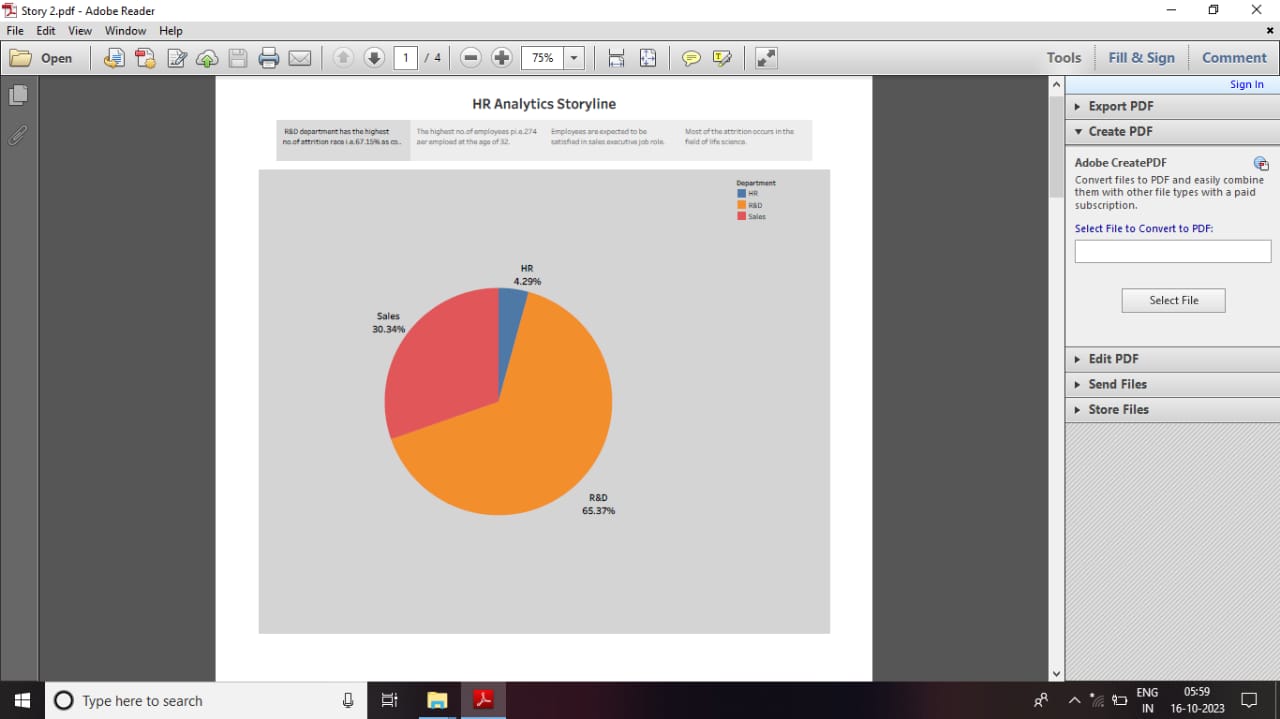 Story 2.pdf - Adobe Reader
File Edit View Window Help
Open 1 / 4 75% Tools Fill & Sign Comment
Sign In
Export PDF
Create PDF
Adobe CreatePDF
Convert files to PDF and easily combine
them with other file types with a paid
subscription.
Select File to Convert to PDF:
Select File
Edit PDF
Send Files
Store Files
HR Analytics Storyline
R&D department has the highest
no.of attrition race i.e.67.15% as co..
The highest no.of employees pi.e.274
aer emploed at the age of 32.
Employees are expected to be
satisfied in sales executive job role.
Most of the attrition occurs in the
field of life science.
Department
HR
R&D
Sales
HR
4.29%
Sales
30.34%
R&D
65.37%
Type here to search
ENG
IN
05:59
16-10-2023